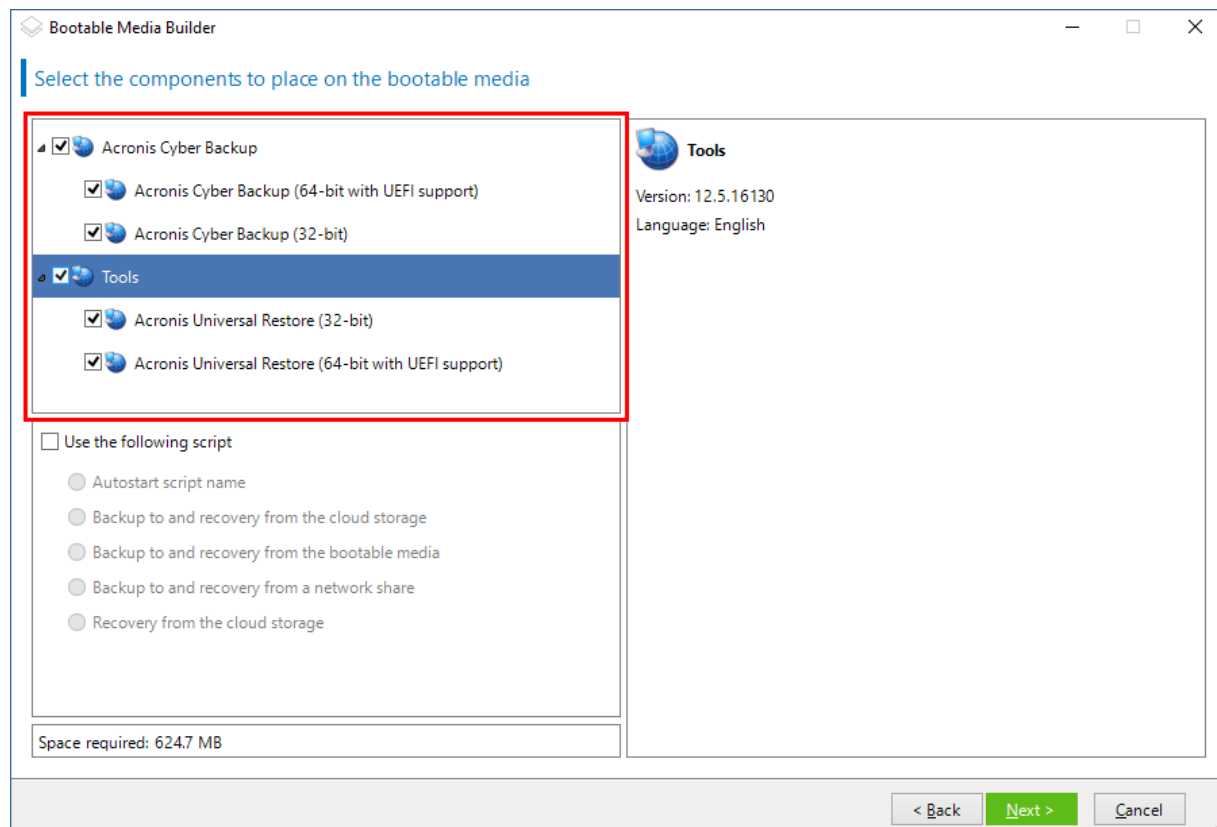 Bootable Media Builder
Select the components to place on the bootable media
Acronis Cyber Backup
Acronis Cyber Backup (64-bit with UEFI support)
Acronis Cyber Backup (32-bit)
Tools
Acronis Universal Restore (32-bit)
Acronis Universal Restore (64-bit with UEFI support)
Use the following script
Autostart script name
Backup to and recovery from the cloud storage
Backup to and recovery from the bootable media
Backup to and recovery from a network share
Recovery from the cloud storage
Space required: 624.7 MB
Tools
Version: 12.5.16130
Language: English
< Back
Next >
Cancel